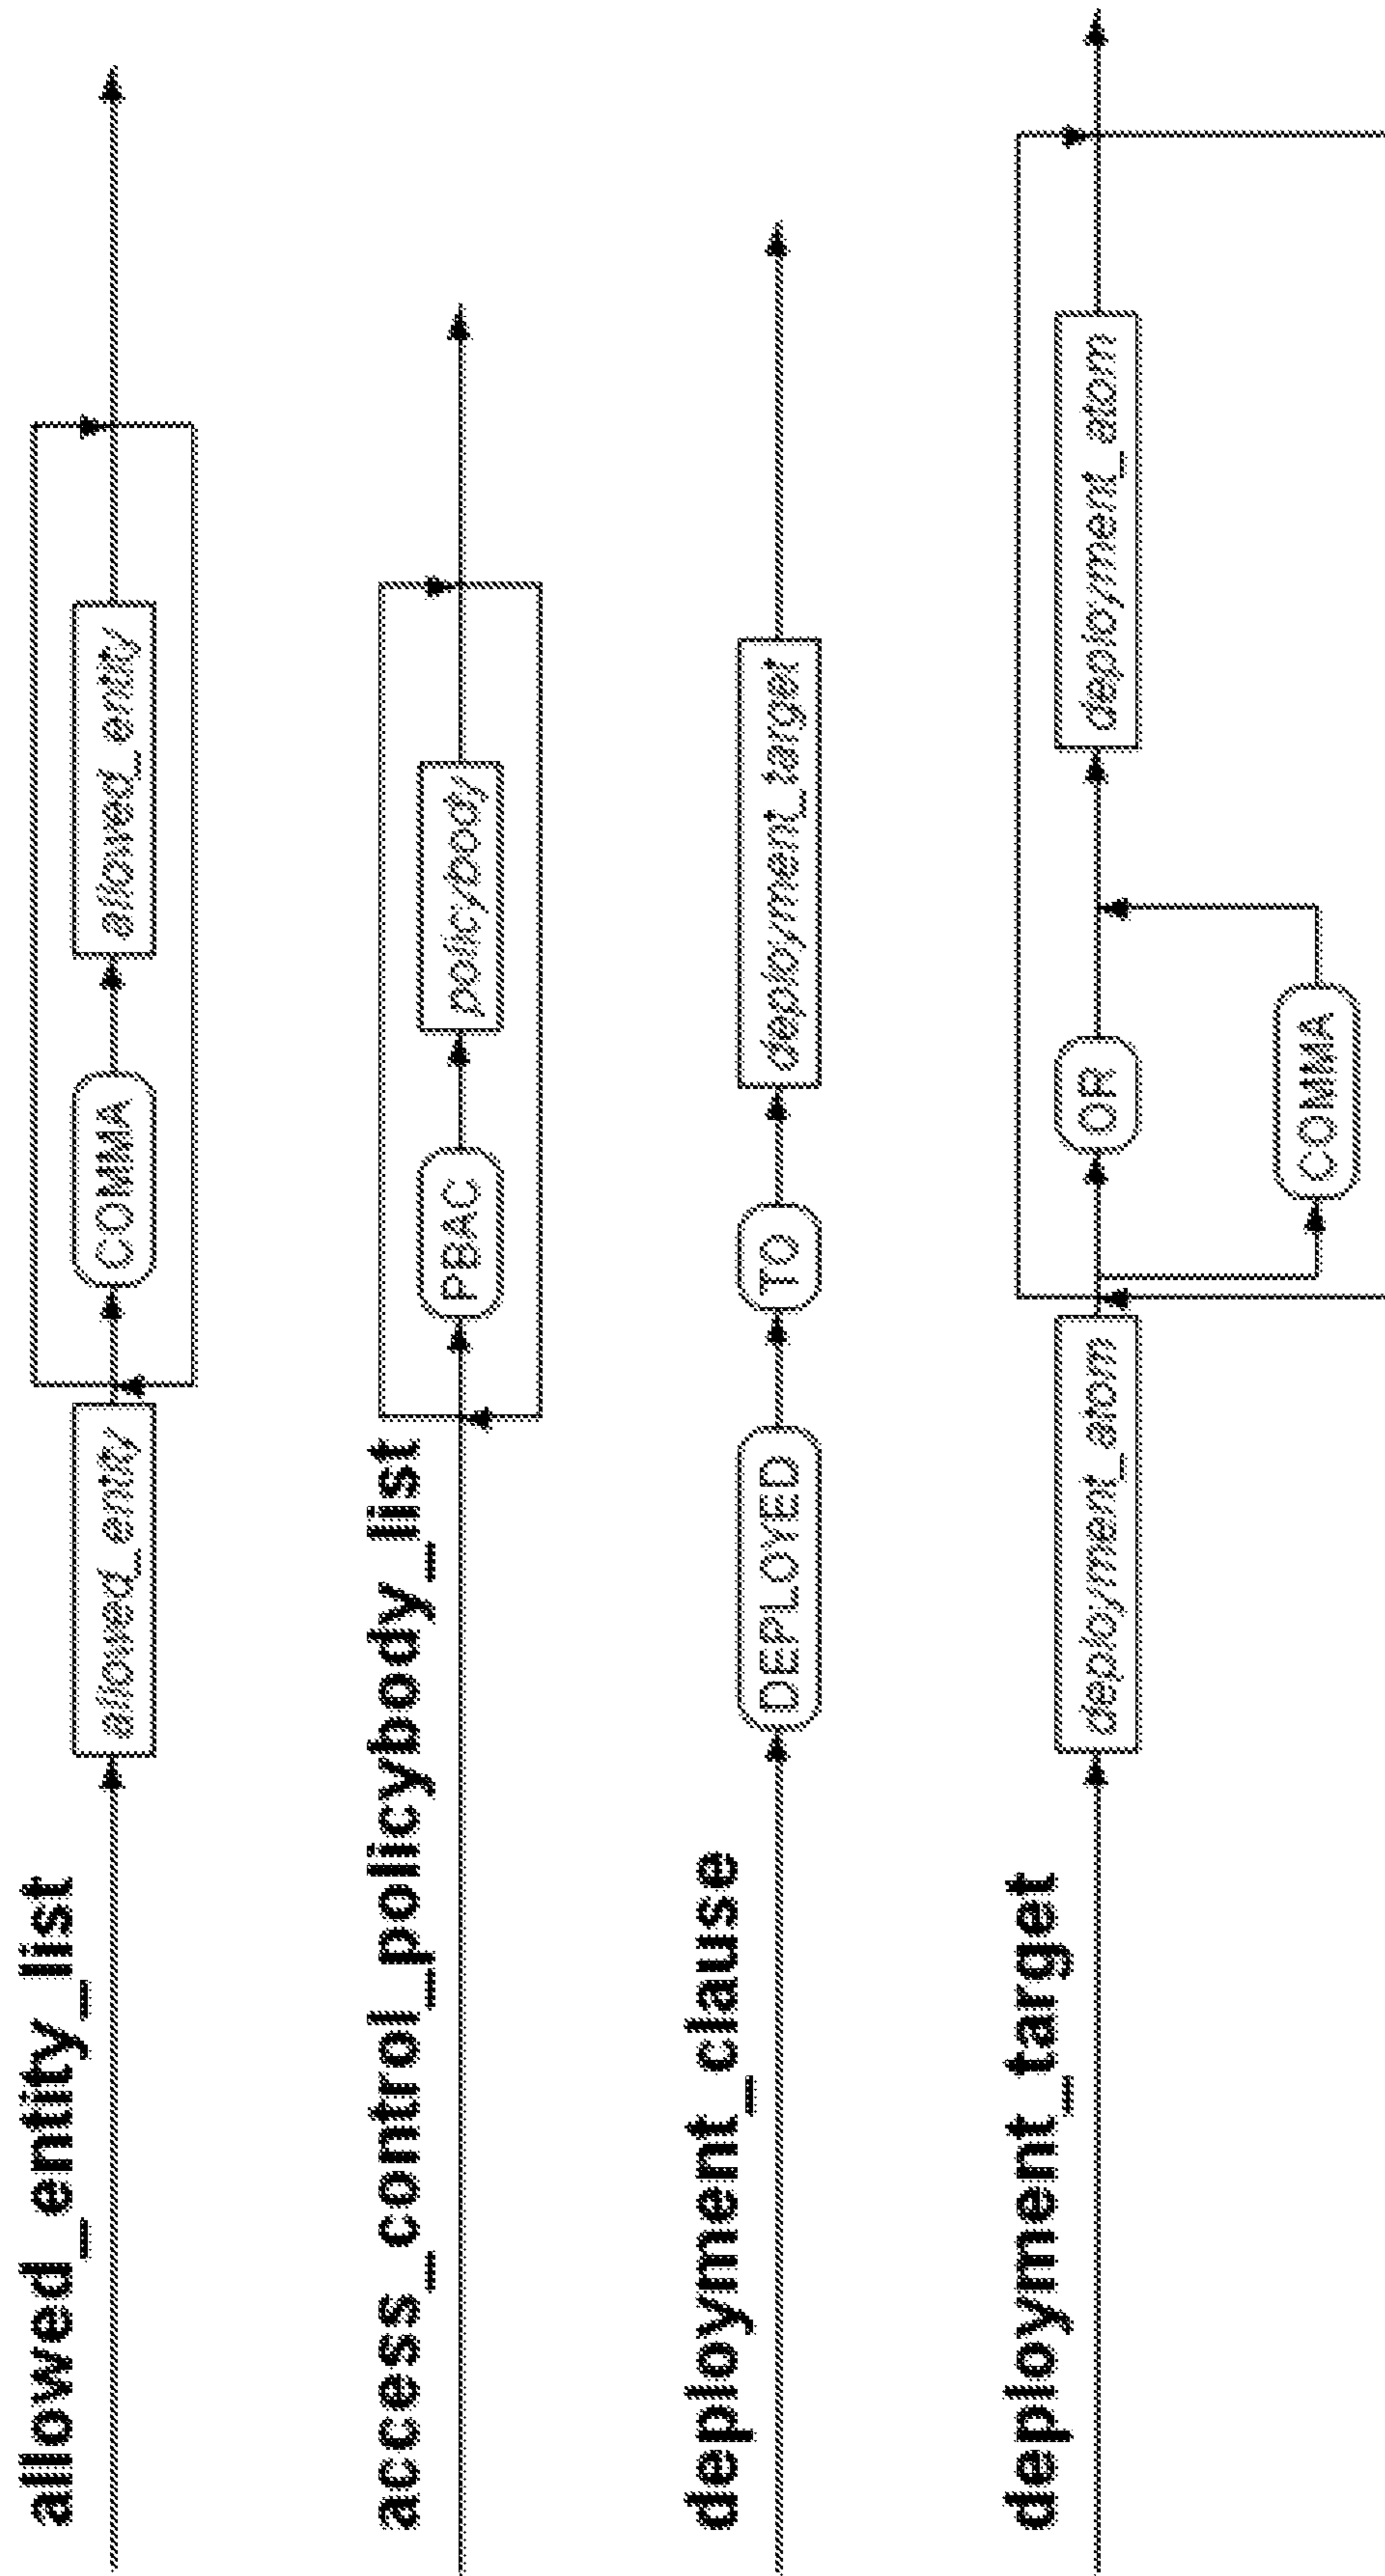 allowed_entity_list
allowed_entity COMMA allowed_entity
access_control_policybody_list
PBAC policybody
deployment_clause
DEPLOYED TO deployment_target
deployment_target
deployment_atom OR deployment_atom
COMMA